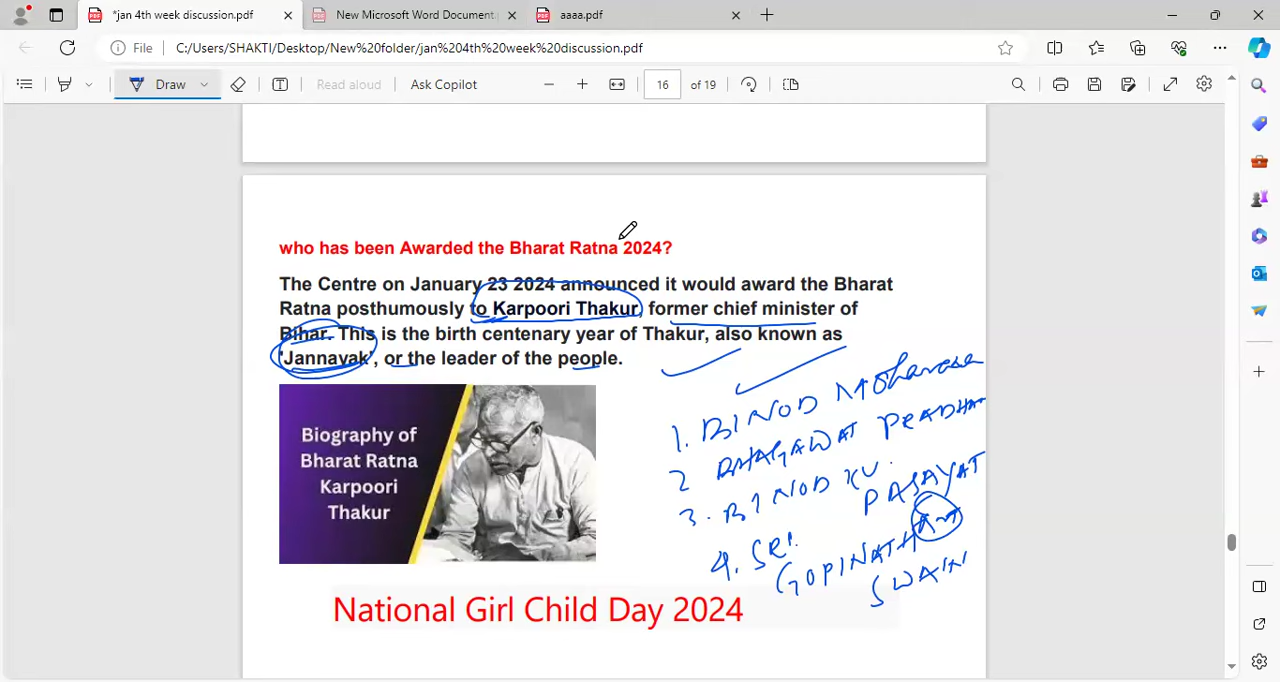 *jan 4th week discussion.pdf
New Microsoft Word Document.
aaaa.pdf
File
C:/Users/SHAKTI/Desktop/New%20folder/jan%204th%20week%20discussion.pdf
Draw
Read aloud
Ask Copilot
16
of 19
who has been Awarded the Bharat Ratna 2024?
The Centre on January 23 2024 announced it would award the Bharat
Ratna posthumously to Karpoori Thakur, former chief minister of
Bihar. This is the birth centenary year of Thakur, also known as
'Jannayak', or the leader of the people.
Biography of
Bharat Ratna
Karpoori
Thakur
1. BINOD Moharana
2 BHAGAWAT PRADHAN
3. BINOD KU.
PASAYAT
4. SRI
GOPINATH
SWAIN
National Girl Child Day 2024